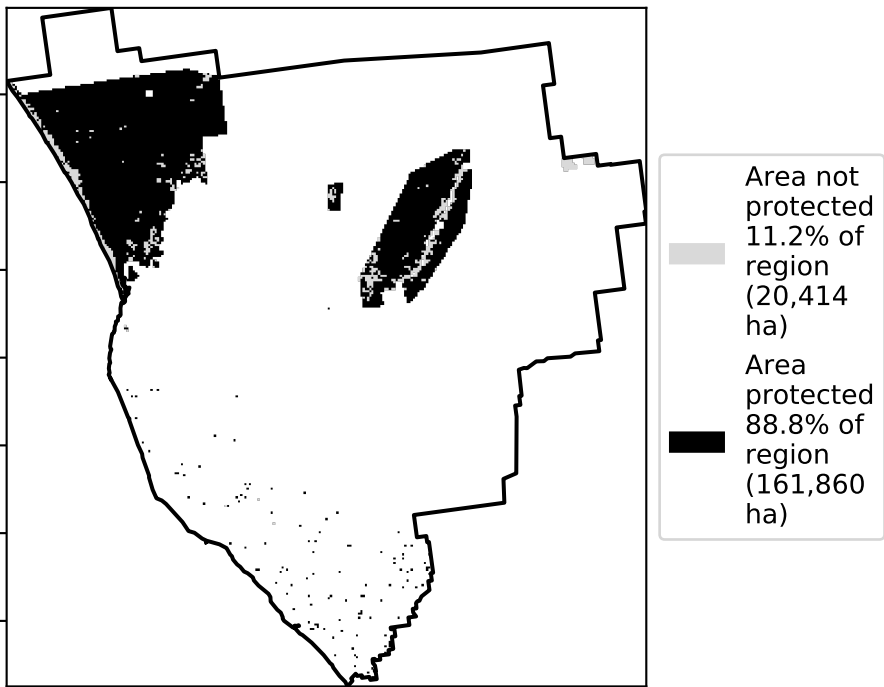 Area not
protected
11.2% of
region
(20,414
ha)
Area
protected
88.8% of
region
(161,860
ha)